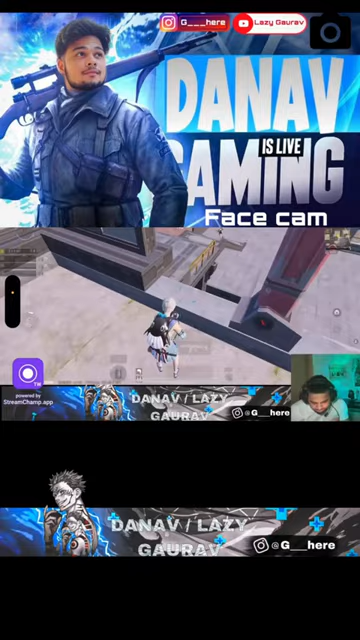 G___here
Lazy Gaurav
DANAV
IS LIVE
GAMING
Face cam
TW
powered by
StreamChamp.app
DANAV / LAZY
GAURAV
@G___here
DANAV / LAZY
GAURAV
@G___here